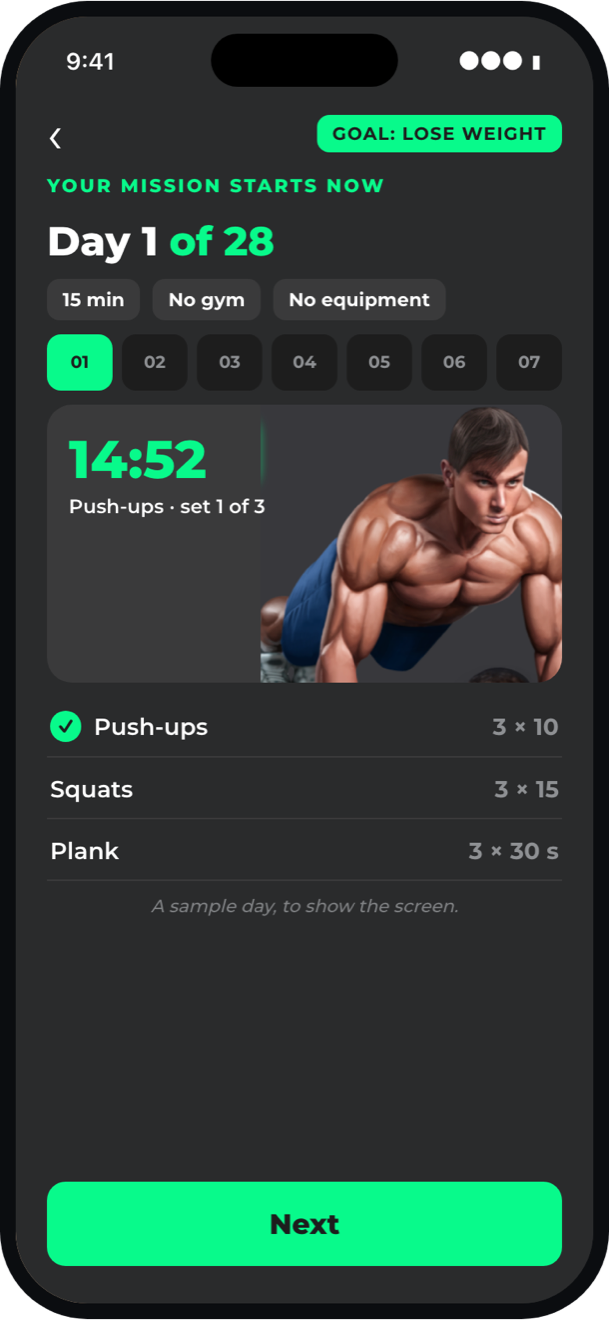 9:41
GOAL: LOSE WEIGHT
YOUR MISSION STARTS NOW
Day 1 of 28
15 min No gym No equipment
01 02 03 04 05 06 07
14:52
Push-ups · set 1 of 3
Push-ups 3 × 10
Squats 3 × 15
Plank 3 × 30 s
A sample day, to show the screen.
Next